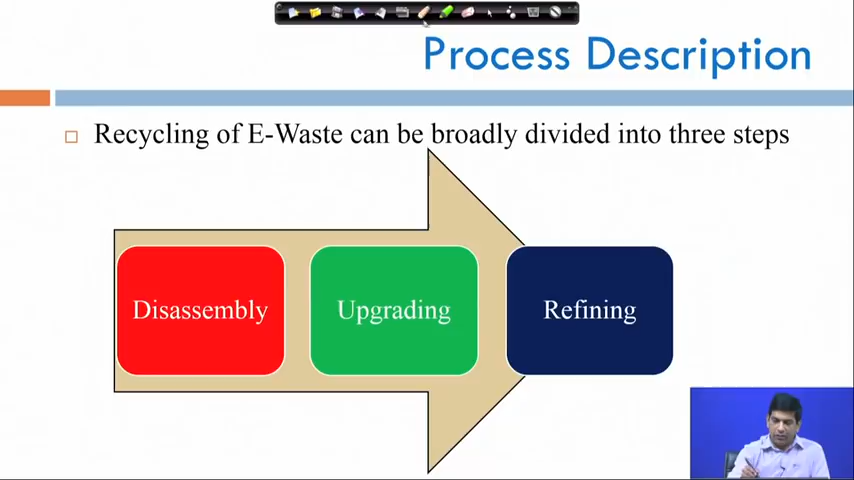 Process Description
Recycling of E-Waste can be broadly divided into three steps
Disassembly
Upgrading
Refining